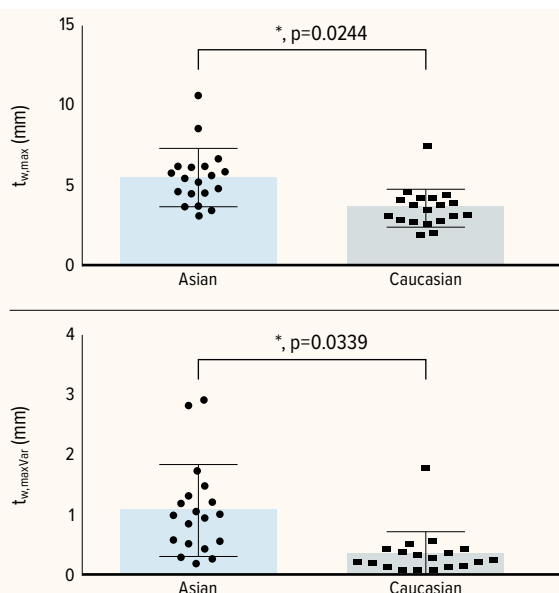 15
*, p=0.0244
10
t_w,max (mm)
5
0
Asian Caucasian
4
*, p=0.0339
3
t_w,maxVar (mm)
2
1
0
Asian Caucasian